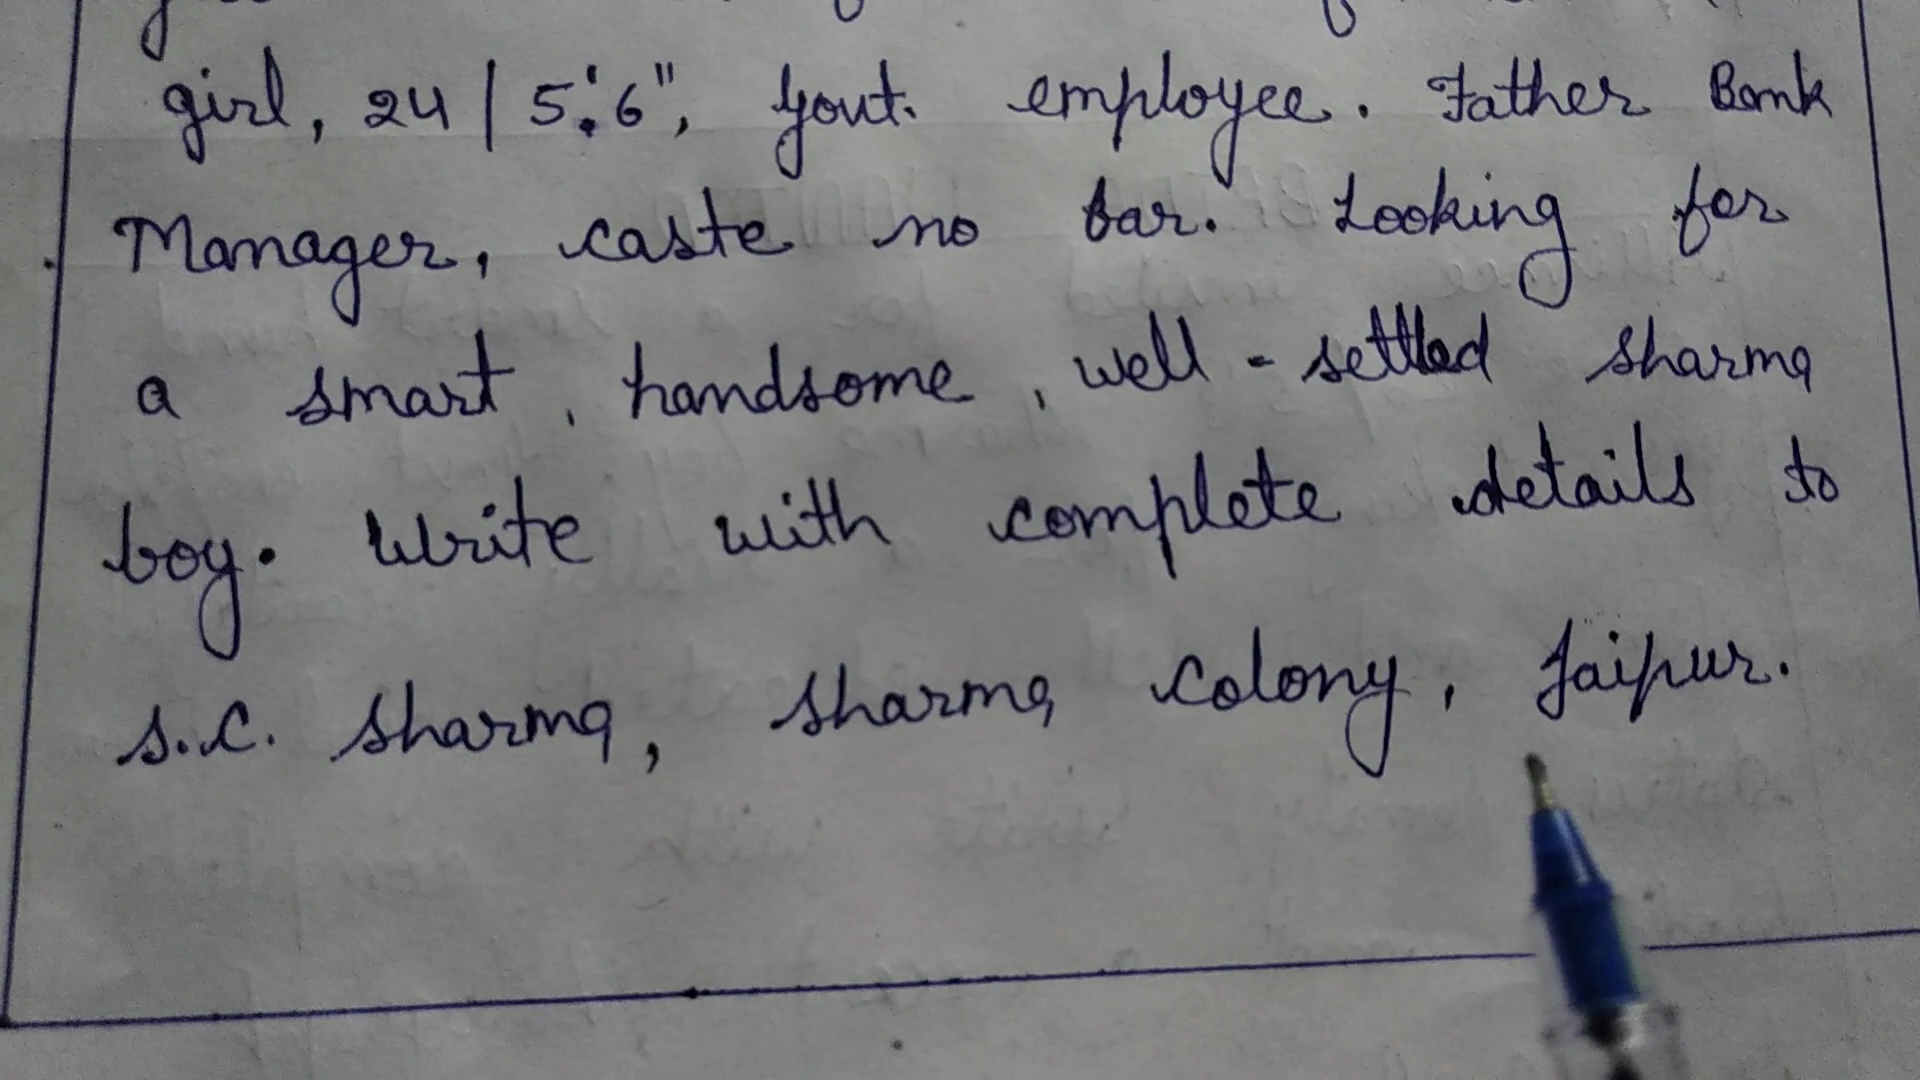 girl, 24 | 5:'6", Govt. employee. Father Bank
Manager, caste no bar. Looking for
a smart, handsome, well-settled sharma
boy. Write with complete details to
S.C. Sharma, Sharma Colony, Jaipur.